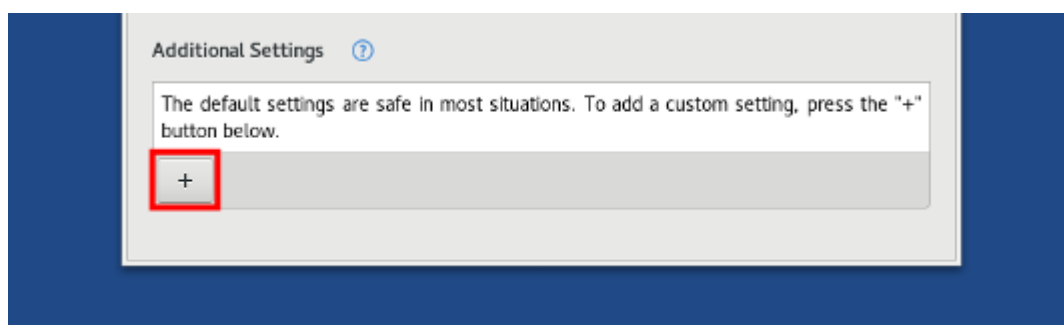 Additional Settings ?
The default settings are safe in most situations. To add a custom setting, press the "+"
button below.
+